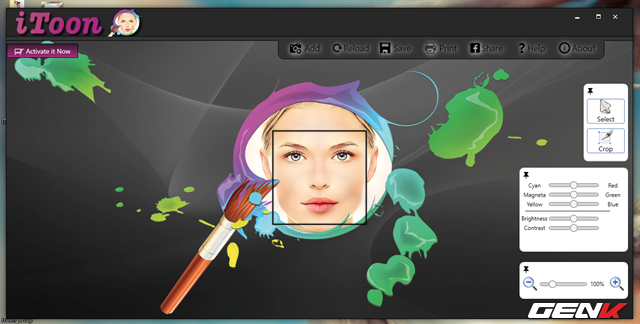 iToon
Activate it Now
Add Reload Save Print Share Help About
Select
Crop
Cyan Red
Magneta Green
Yellow Blue
Brightness
Contrast
100%
GENK